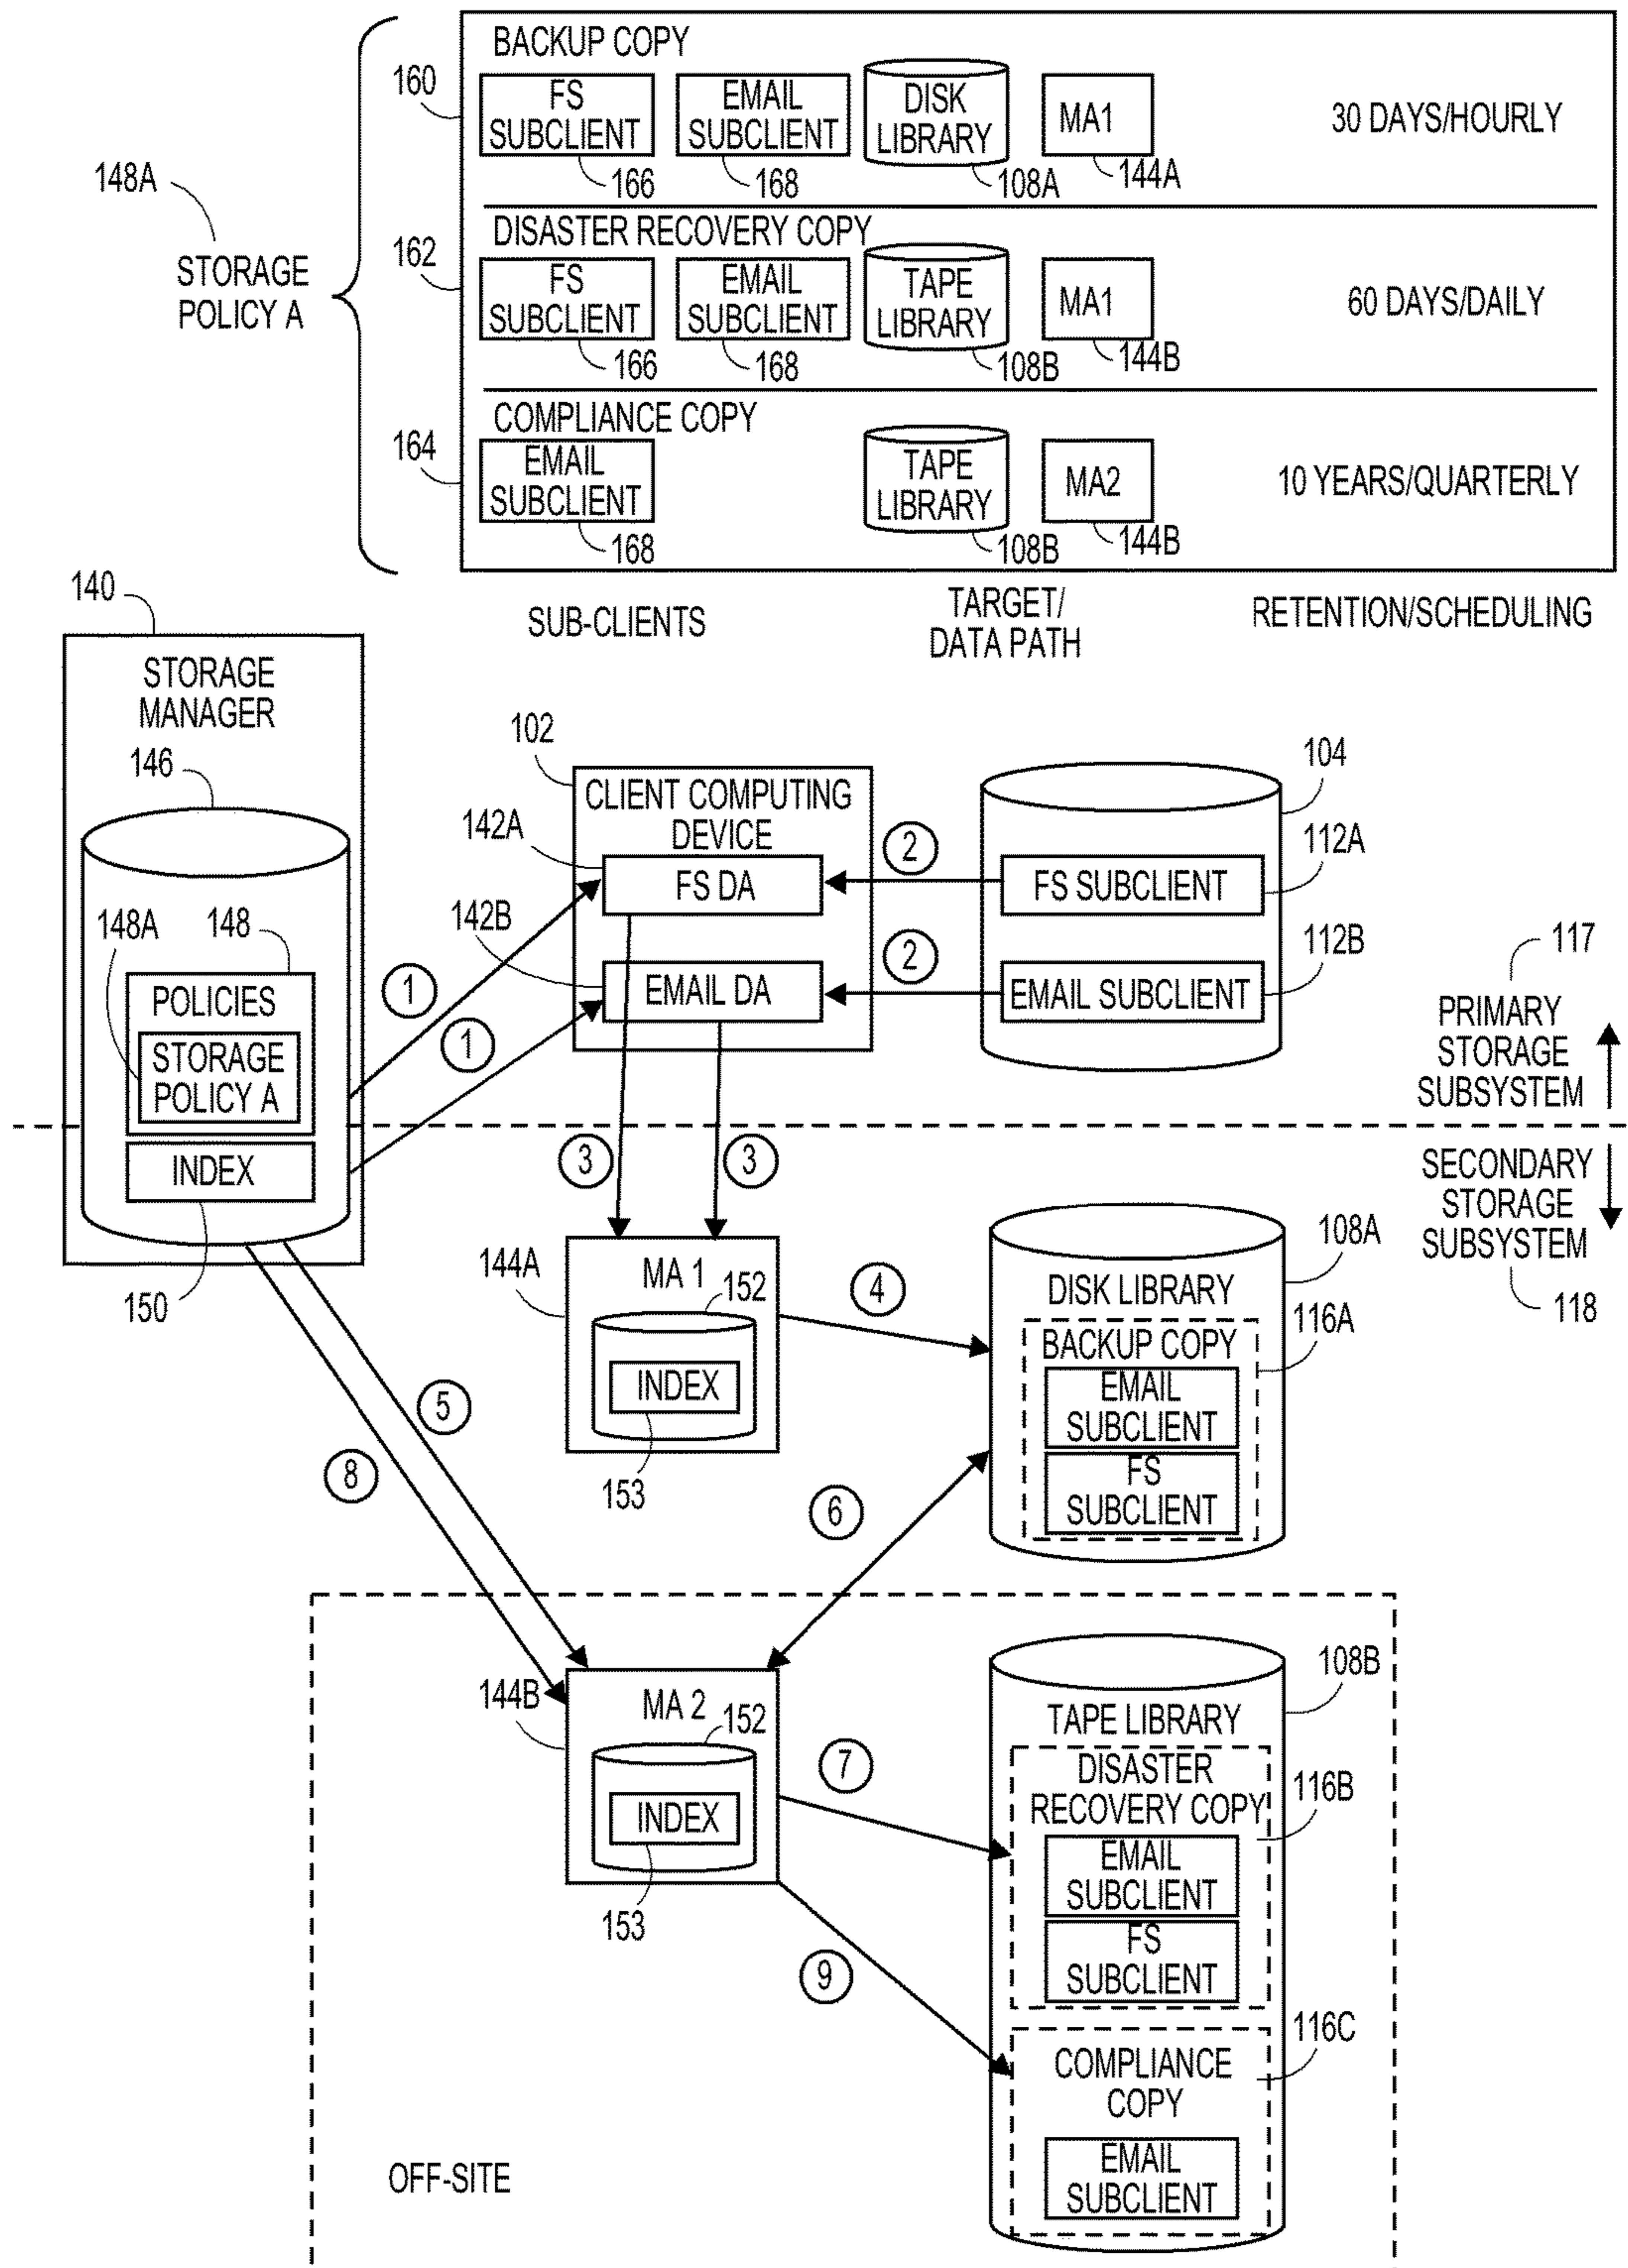 BACKUP COPY
160
FS
SUBCLIENT
166
EMAIL
SUBCLIENT
168
DISK
LIBRARY
108A
MA1
144A
30 DAYS/HOURLY
148A
STORAGE
POLICY A
DISASTER RECOVERY COPY
162
FS
SUBCLIENT
166
EMAIL
SUBCLIENT
168
TAPE
LIBRARY
108B
MA1
144B
60 DAYS/DAILY
COMPLIANCE COPY
164
EMAIL
SUBCLIENT
168
TAPE
LIBRARY
108B
MA2
144B
10 YEARS/QUARTERLY
SUB-CLIENTS
TARGET/
DATA PATH
RETENTION/SCHEDULING
140
STORAGE
MANAGER
146
148A
148
POLICIES
STORAGE
POLICY A
INDEX
150
1
1
102
CLIENT COMPUTING
DEVICE
142A
FS DA
142B
EMAIL DA
2
2
104
FS SUBCLIENT
112A
EMAIL SUBCLIENT
112B
117
PRIMARY
STORAGE
SUBSYSTEM
SECONDARY
STORAGE
SUBSYSTEM
118
3
3
144A
MA 1
152
INDEX
153
4
108A
DISK LIBRARY
116A
BACKUP COPY
EMAIL
SUBCLIENT
FS
SUBCLIENT
5
8
6
144B
MA 2
152
INDEX
153
7
9
108B
TAPE LIBRARY
DISASTER
RECOVERY COPY
116B
EMAIL
SUBCLIENT
FS
SUBCLIENT
116C
COMPLIANCE
COPY
EMAIL
SUBCLIENT
OFF-SITE